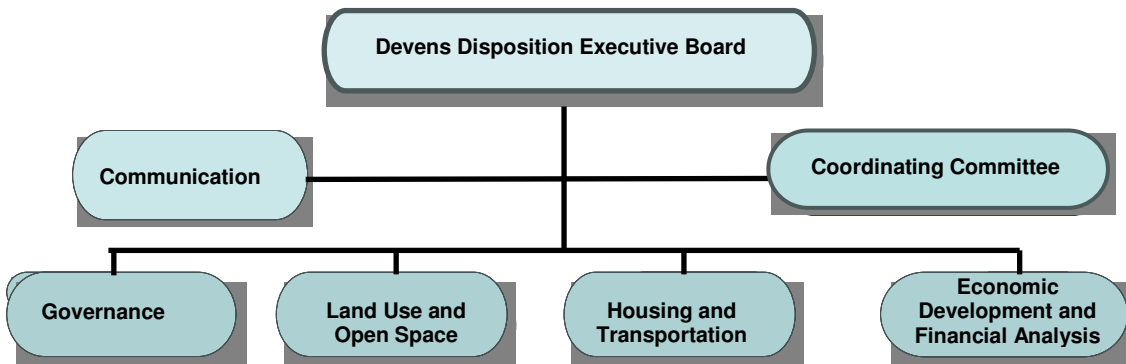 Devens Disposition Executive Board
Communication
Coordinating Committee
Governance
Land Use and
Open Space
Housing and
Transportation
Economic
Development and
Financial Analysis